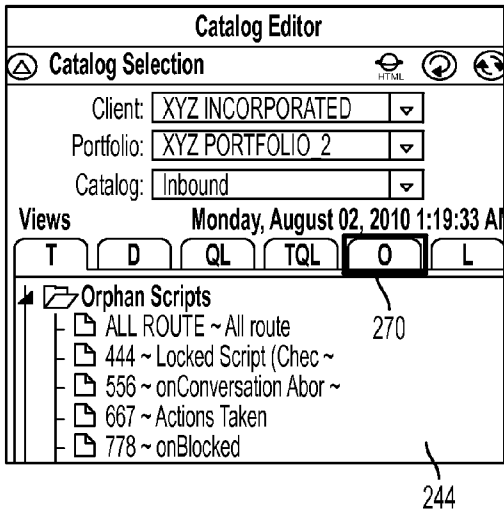 Catalog Editor
Catalog Selection
HTML
Client: XYZ INCORPORATED
Portfolio: XYZ PORTFOLIO_2
Catalog: Inbound
Views Monday, August 02, 2010 1:19:33 AM
T D QL TQL O L
Orphan Scripts
ALL ROUTE ~ All route
444 ~ Locked Script (Chec ~
556 ~ onConversation Abor ~
667 ~ Actions Taken
778 ~ onBlocked
270
244